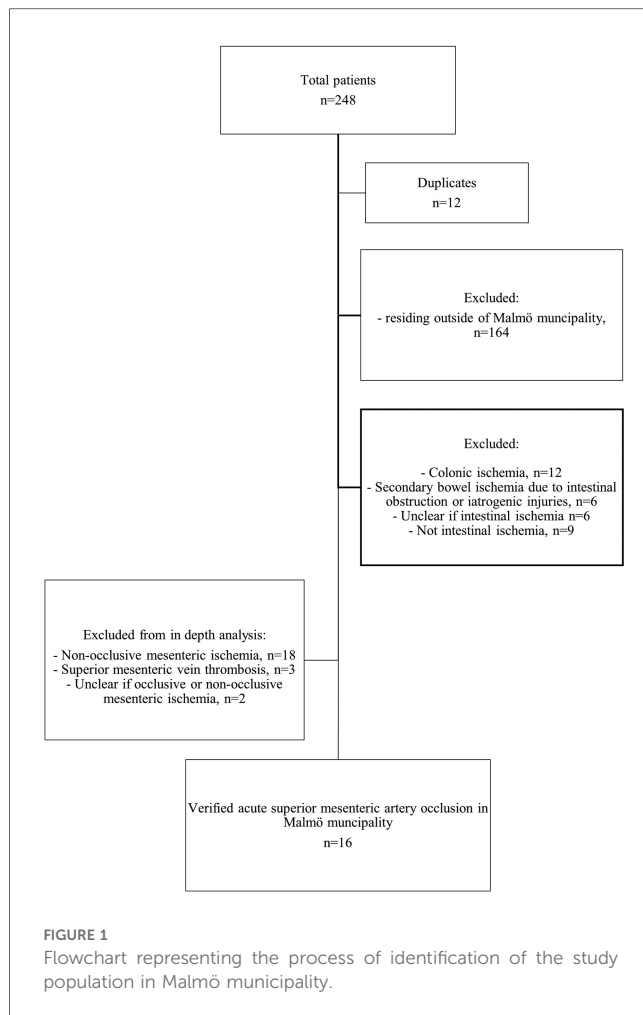 Total patients
n=248
Duplicates
n=12
Excluded:
- residing outside of Malmö muncipality,
n=164
Excluded:
- Colonic ischemia, n=12
- Secondary bowel ischemia due to intestinal
obstruction or iatrogenic injuries, n=6
- Unclear if intestinal ischemia n=6
- Not intestinal ischemia, n=9
Excluded from in depth analysis:
- Non-occlusive mesenteric ischemia, n=18
- Superior mesenteric vein thrombosis, n=3
- Unclear if occlusive or non-occlusive
mesenteric ischemia, n=2
Verified acute superior mesenteric artery occlusion in
Malmö muncipality
n=16
FIGURE 1
Flowchart representing the process of identification of the study
population in Malmö municipality.